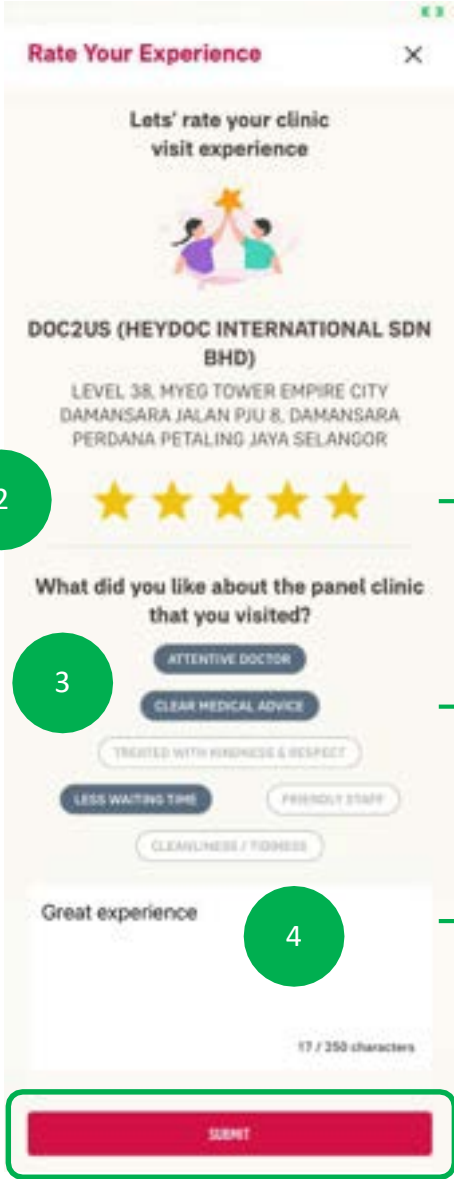 Rate Your Experience ×
Lets' rate your clinic
visit experience
DOC2US (HEYDOC INTERNATIONAL SDN
BHD)
LEVEL 38, MYEG TOWER EMPIRE CITY
DAMANSARA JALAN PJU 8, DAMANSARA
PERDANA PETALING JAYA SELANGOR
2
What did you like about the panel clinic
that you visited?
3
ATTENTIVE DOCTOR
CLEAR MEDICAL ADVICE
TREATED WITH KINDNESS & RESPECT
LESS WAITING TIME
FRIENDLY STAFF
CLEANLINESS / TIDINESS
Great experience
4
17 / 250 characters
SUBMIT